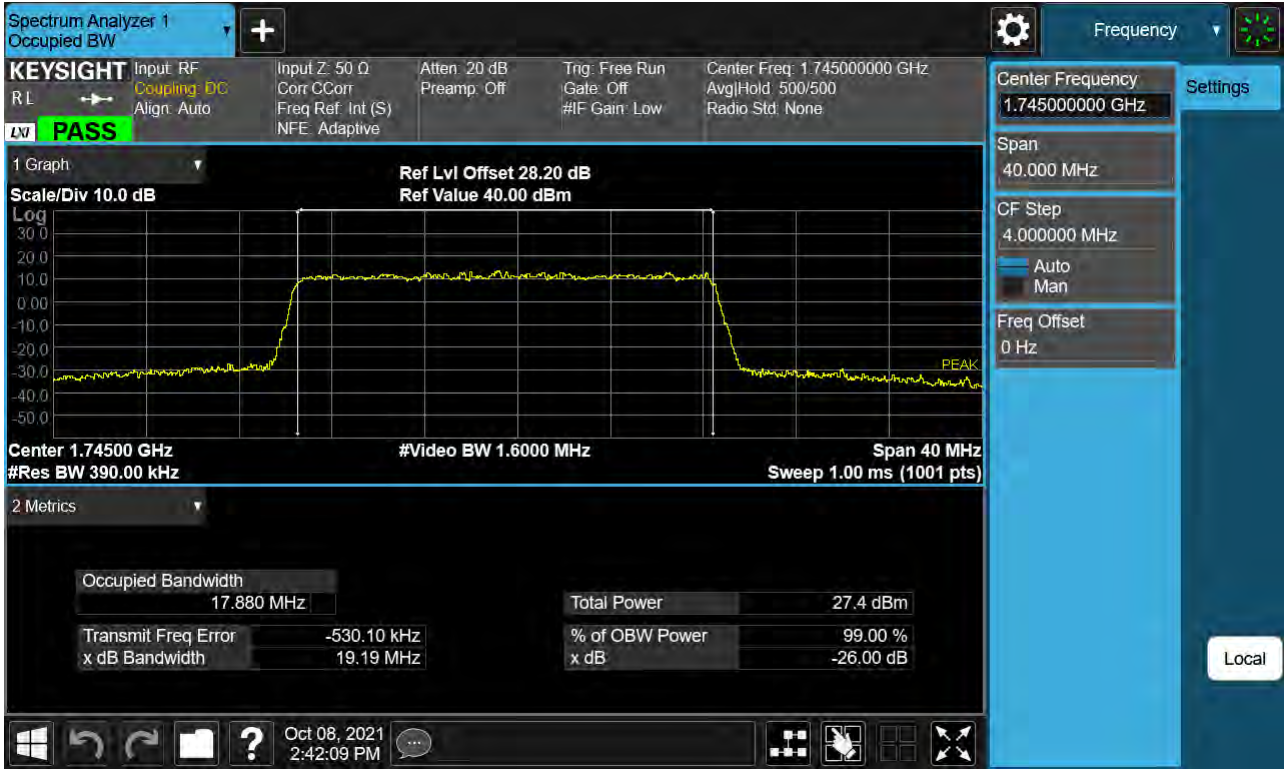 Spectrum Analyzer 1
Occupied BW
Frequency
KEYSIGHT
R L
LXI
PASS
Input: RF
Coupling: DC
Align: Auto
Input Z: 50 Ω
Corr CCorr
Freq Ref: Int (S)
NFE: Adaptive
Atten: 20 dB
Preamp: Off
Trig: Free Run
Gate: Off
#IF Gain: Low
Center Freq: 1.745000000 GHz
Avg|Hold: 500/500
Radio Std: None
Center Frequency
1.745000000 GHz
Settings
Span
40.000 MHz
CF Step
4.000000 MHz
Auto
Man
Freq Offset
0 Hz
1 Graph
Scale/Div 10.0 dB
Ref Lvl Offset 28.20 dB
Ref Value 40.00 dBm
Log
30.0
20.0
10.0
0.00
-10.0
-20.0
-30.0
-40.0
-50.0
PEAK
Center 1.74500 GHz
#Video BW 1.6000 MHz
Span 40 MHz
#Res BW 390.00 kHz
Sweep 1.00 ms (1001 pts)
2 Metrics
Occupied Bandwidth
17.880 MHz
Total Power 27.4 dBm
Transmit Freq Error -530.10 kHz
% of OBW Power 99.00 %
x dB Bandwidth 19.19 MHz
x dB -26.00 dB
Local
?
Oct 08, 2021
2:42:09 PM